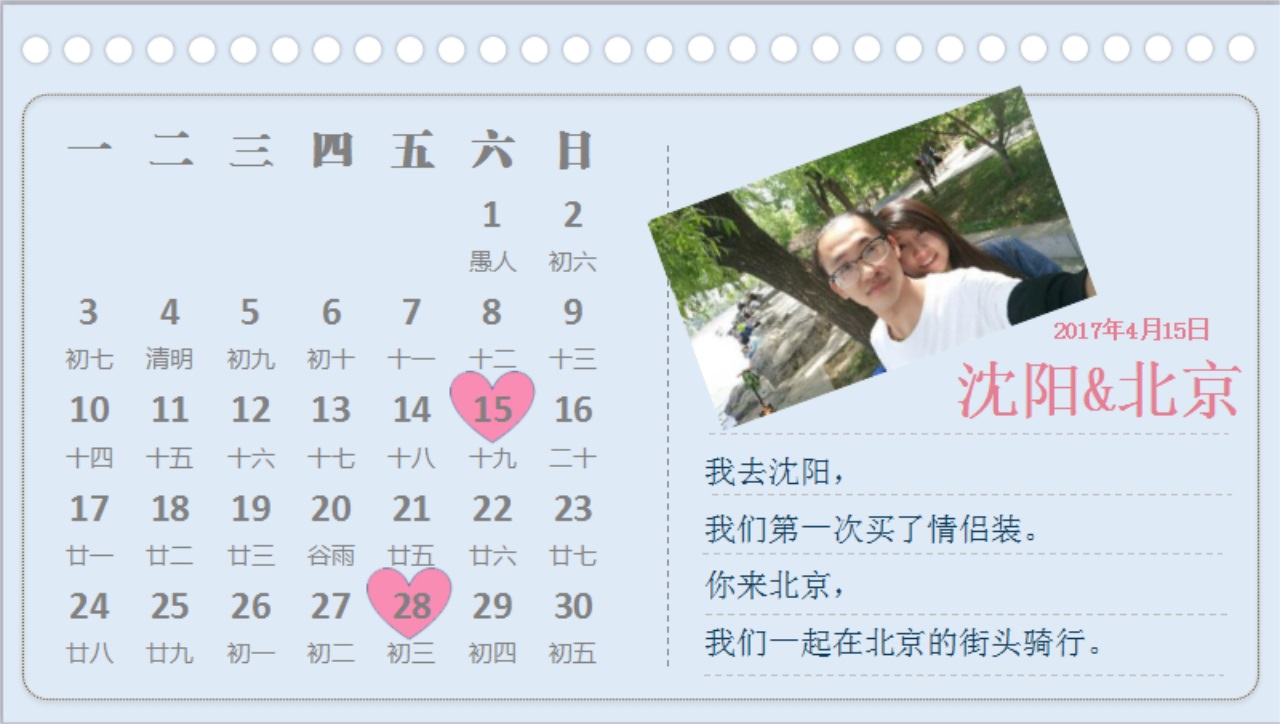 一 二 三 四 五 六 日
1 2
愚人 初六
3 4 5 6 7 8 9
初七 清明 初九 初十 十一 十二 十三
10 11 12 13 14 15 16
十四 十五 十六 十七 十八 十九 二十
17 18 19 20 21 22 23
廿一 廿二 廿三 谷雨 廿五 廿六 廿七
24 25 26 27 28 29 30
廿八 廿九 初一 初二 初三 初四 初五
2017年4月15日
沈阳&北京
我去沈阳，
我们第一次买了情侣装。
你来北京，
我们一起在北京的街头骑行。